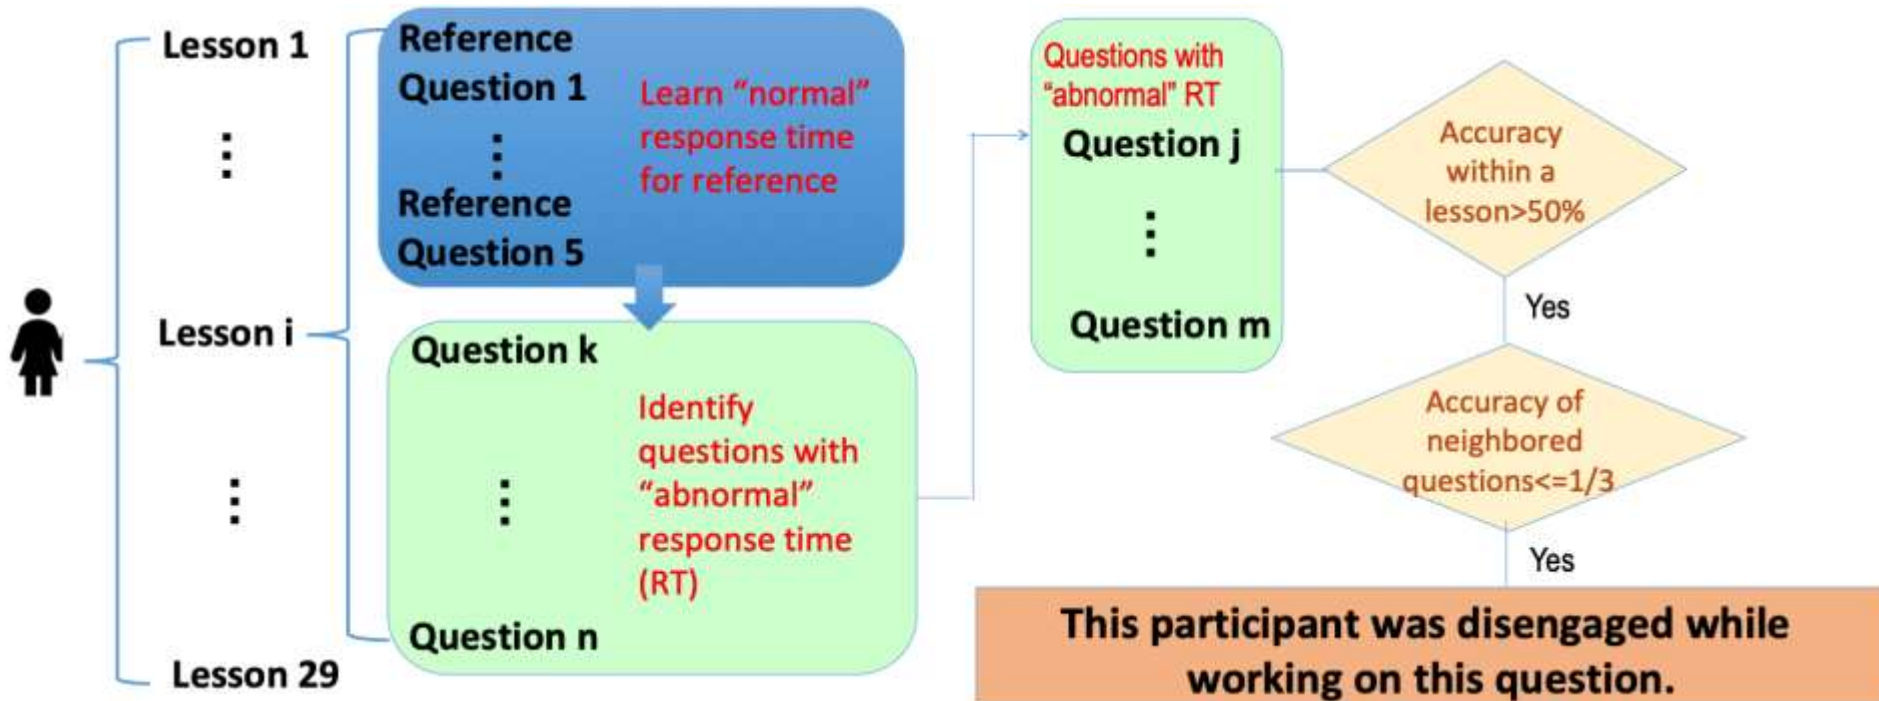 Lesson 1
Lesson i
Lesson 29
Reference
Question 1
Reference
Question 5
Learn “normal”
response time
for reference
Question k
Identify
questions with
“abnormal”
response time
(RT)
Question n
Questions with
“abnormal” RT
Question j
Question m
Accuracy
within a
lesson>50%
Yes
Accuracy of
neighbored
questions<=1/3
Yes
This participant was disengaged while
working on this question.